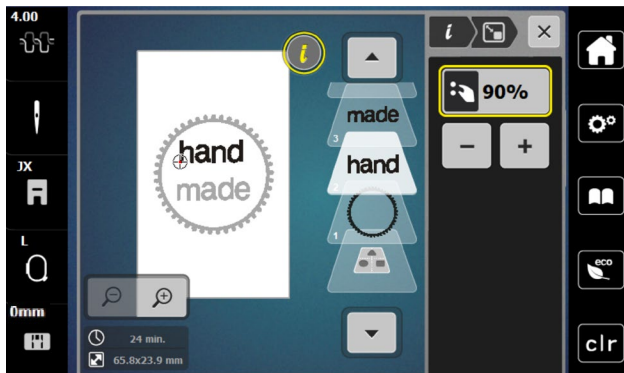 4.00
JX
L
0mm
hand
made
24 min.
65.8x23.9 mm
i
made
3
hand
2
1
i
90%
−
+
eco
clr